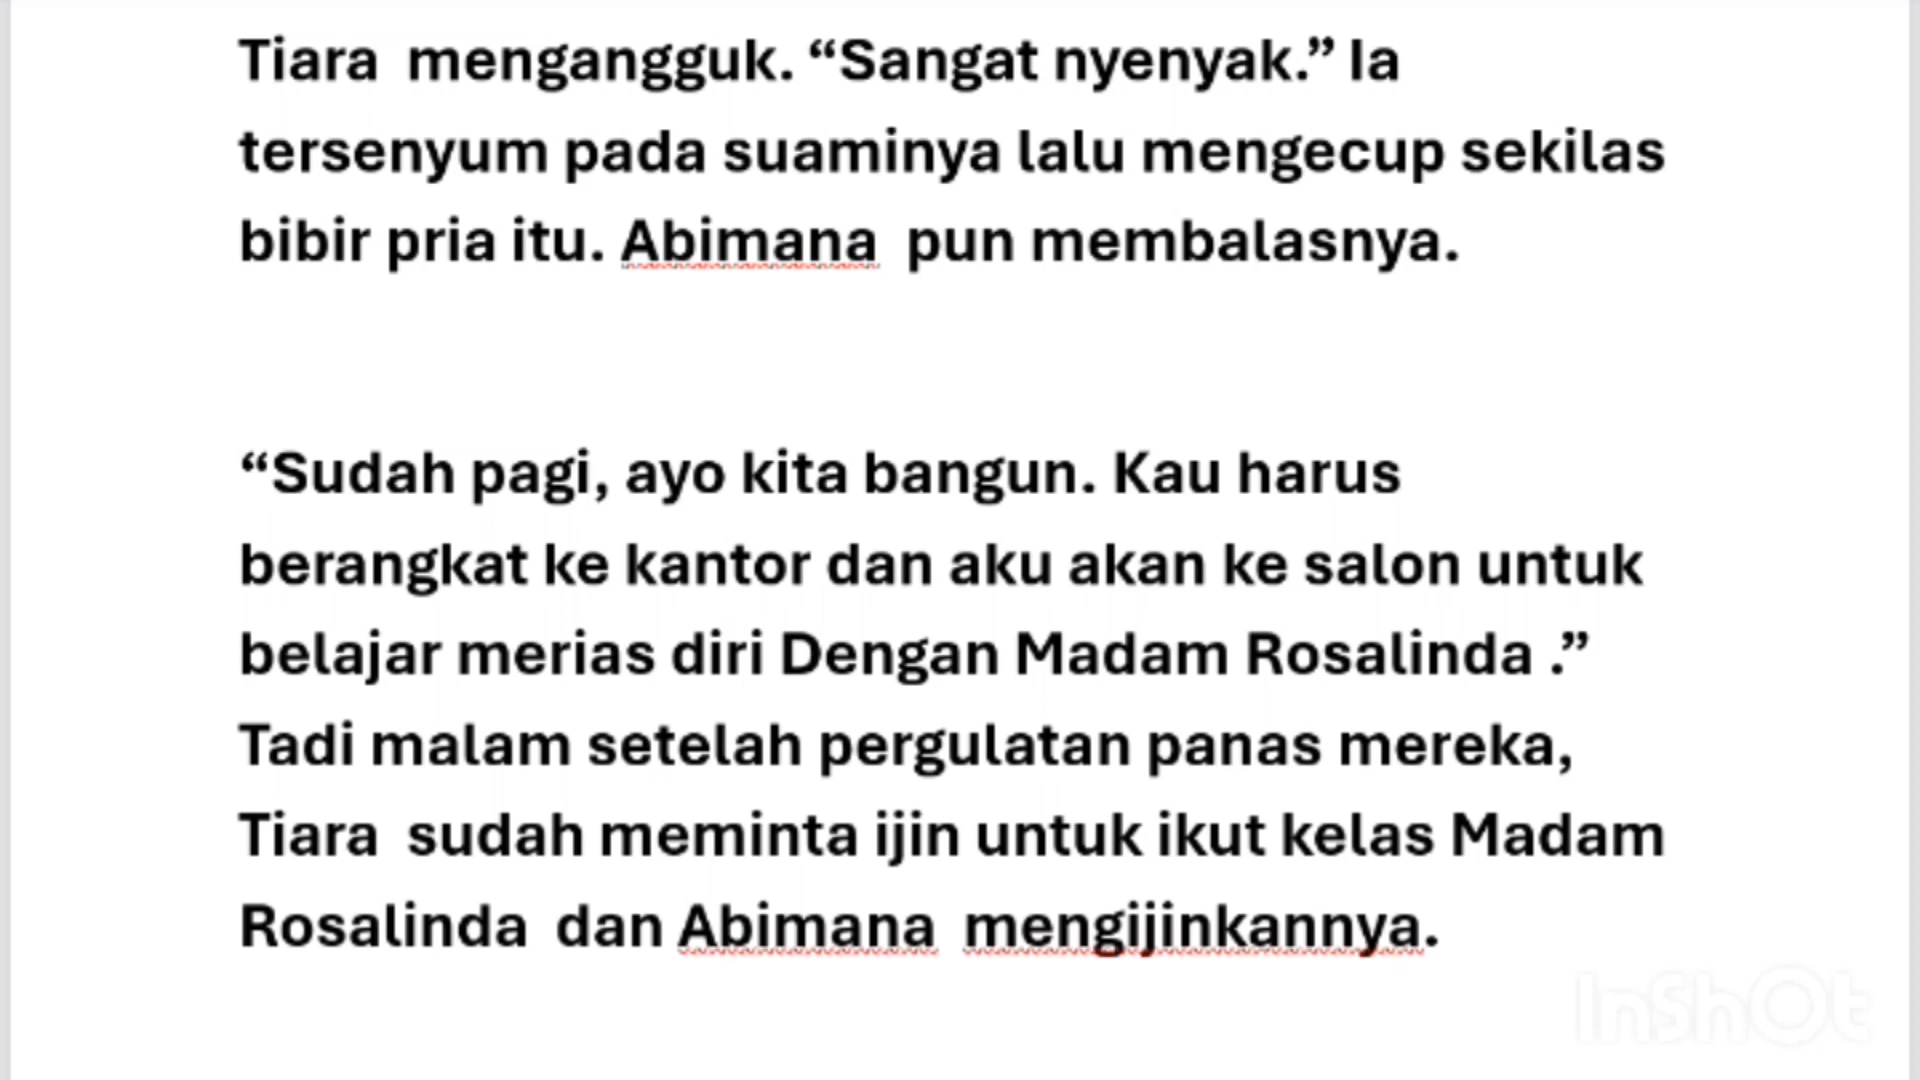 Tiara  mengangguk. “Sangat nyenyak.” Ia
tersenyum pada suaminya lalu mengecup sekilas
bibir pria itu. Abimana  pun membalasnya.
“Sudah pagi, ayo kita bangun. Kau harus
berangkat ke kantor dan aku akan ke salon untuk
belajar merias diri Dengan Madam Rosalinda .”
Tadi malam setelah pergulatan panas mereka,
Tiara  sudah meminta ijin untuk ikut kelas Madam
Rosalinda  dan Abimana  mengijinkannya.
InShOt